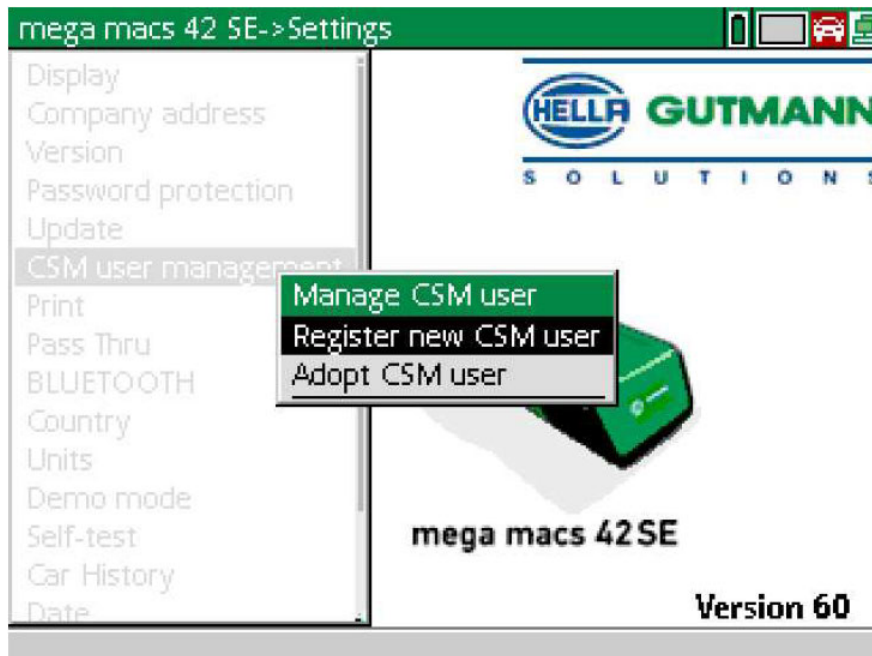 mega macs 42 SE->Settings
Display
Company address
Version
Password protection
Update
CSM user management
Print
Pass Thru
BLUETOOTH
Country
Units
Demo mode
Self-test
Car History
Date
Manage CSM user
Register new CSM user
Adopt CSM user
HELLA GUTMANN
SOLUTIONS
mega macs 42SE
Version 60